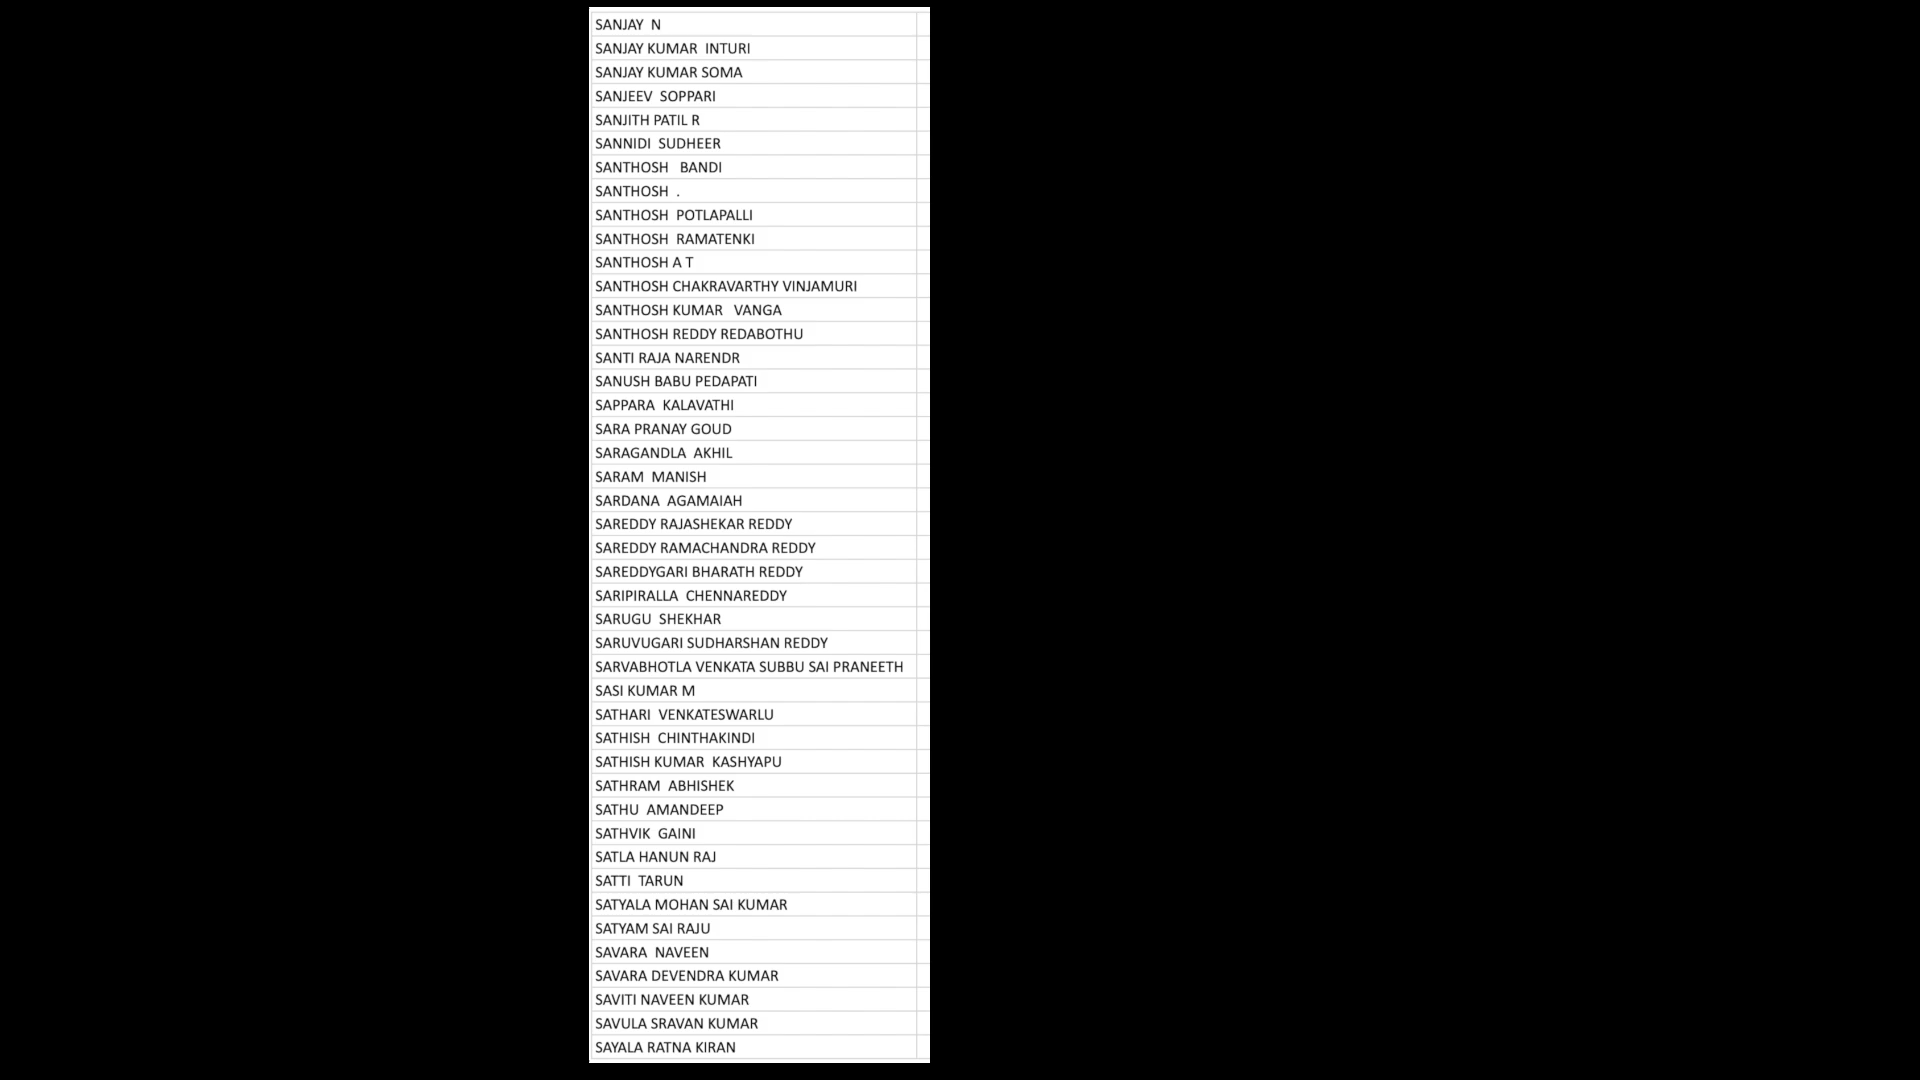 SANJAY  N
SANJAY KUMAR  INTURI
SANJAY KUMAR SOMA
SANJEEV  SOPPARI
SANJITH PATIL R
SANNIDI  SUDHEER
SANTHOSH   BANDI
SANTHOSH  .
SANTHOSH  POTLAPALLI
SANTHOSH  RAMATENKI
SANTHOSH A T
SANTHOSH CHAKRAVARTHY VINJAMURI
SANTHOSH KUMAR   VANGA
SANTHOSH REDDY REDABOTHU
SANTI RAJA NARENDR
SANUSH BABU PEDAPATI
SAPPARA  KALAVATHI
SARA PRANAY GOUD
SARAGANDLA  AKHIL
SARAM  MANISH
SARDANA  AGAMAIAH
SAREDDY RAJASHEKAR REDDY
SAREDDY RAMACHANDRA REDDY
SAREDDYGARI BHARATH REDDY
SARIPIRALLA  CHENNAREDDY
SARUGU  SHEKHAR
SARUVUGARI SUDHARSHAN REDDY
SARVABHOTLA VENKATA SUBBU SAI PRANEETH
SASI KUMAR M
SATHARI  VENKATESWARLU
SATHISH  CHINTHAKINDI
SATHISH KUMAR  KASHYAPU
SATHRAM  ABHISHEK
SATHU  AMANDEEP
SATHVIK  GAINI
SATLA HANUN RAJ
SATTI  TARUN
SATYALA MOHAN SAI KUMAR
SATYAM SAI RAJU
SAVARA  NAVEEN
SAVARA DEVENDRA KUMAR
SAVITI NAVEEN KUMAR
SAVULA SRAVAN KUMAR
SAYALA RATNA KIRAN